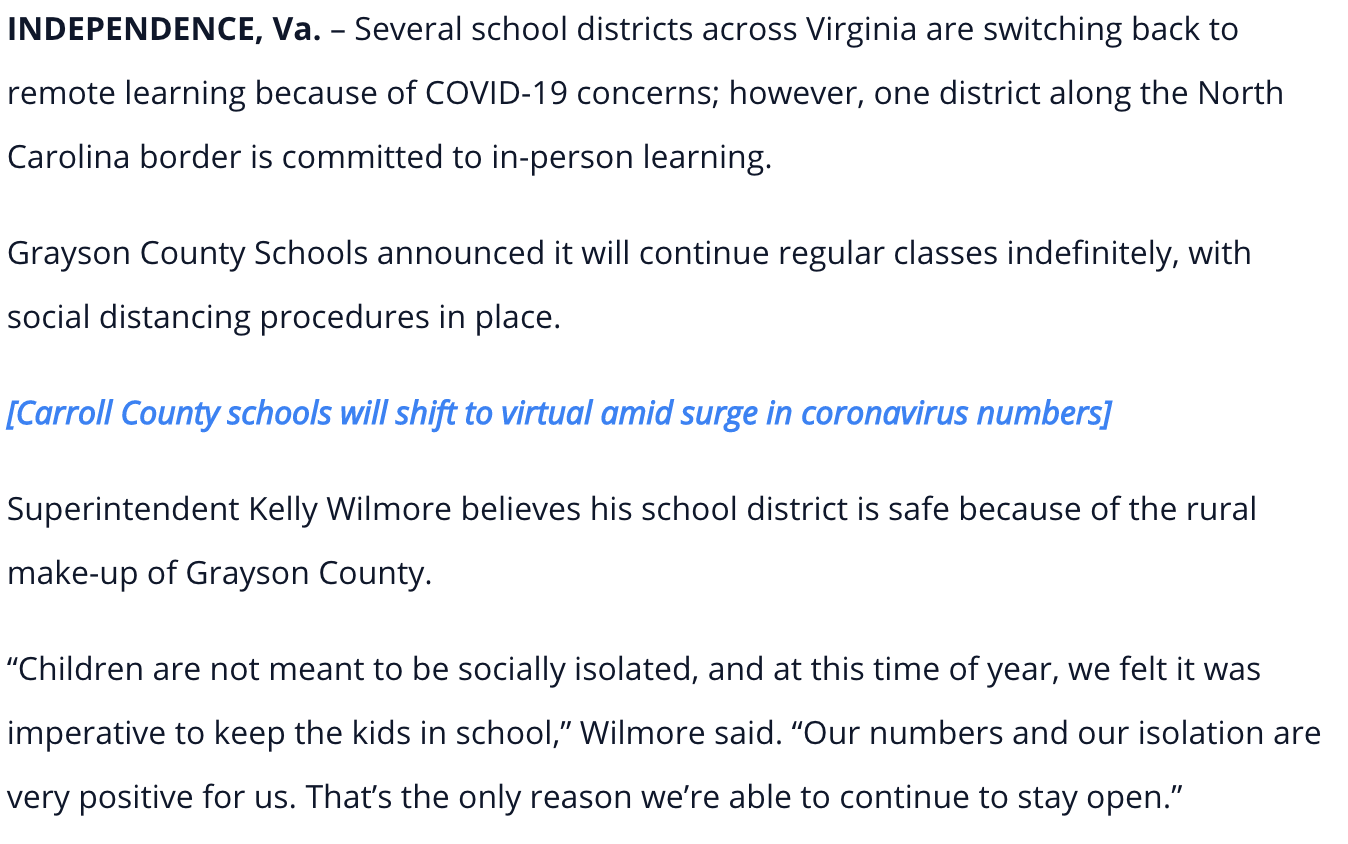 INDEPENDENCE, Va. – Several school districts across Virginia are switching back to
remote learning because of COVID-19 concerns; however, one district along the North
Carolina border is committed to in-person learning.
Grayson County Schools announced it will continue regular classes indefinitely, with
social distancing procedures in place.
[Carroll County schools will shift to virtual amid surge in coronavirus numbers]
Superintendent Kelly Wilmore believes his school district is safe because of the rural
make-up of Grayson County.
“Children are not meant to be socially isolated, and at this time of year, we felt it was
imperative to keep the kids in school,” Wilmore said. “Our numbers and our isolation are
very positive for us. That’s the only reason we’re able to continue to stay open.”